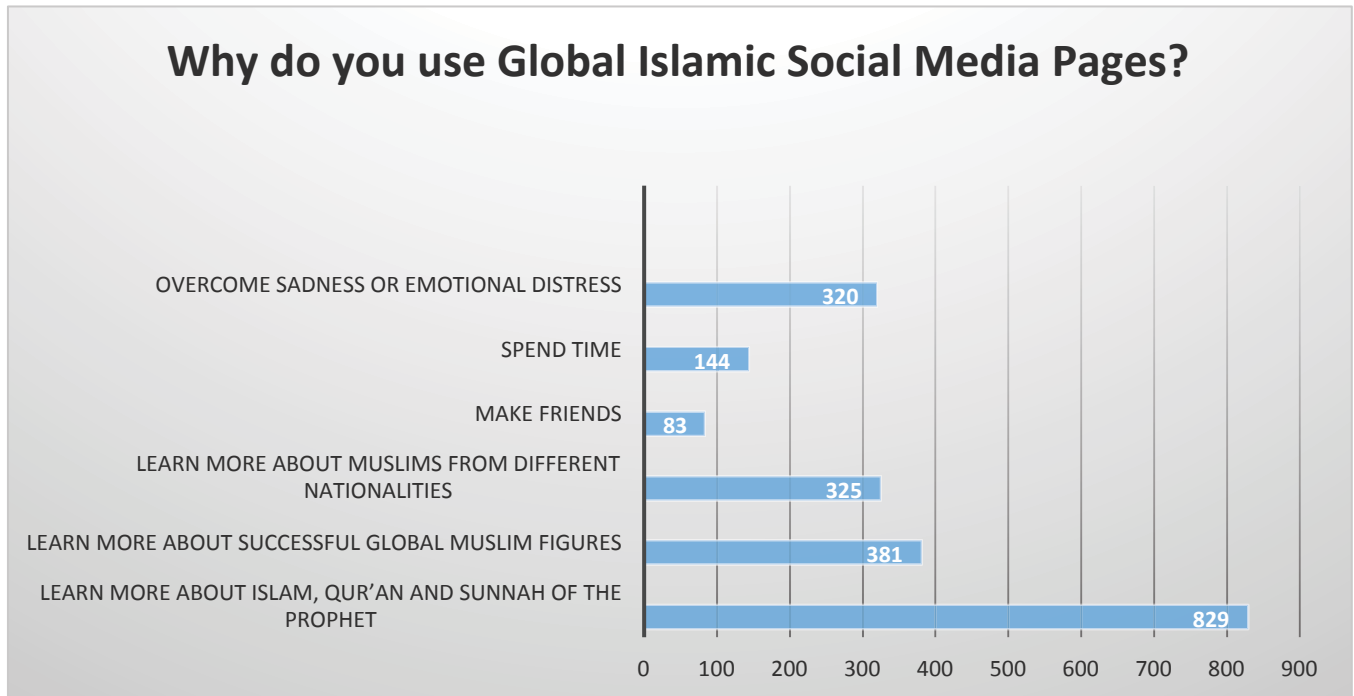 Why do you use Global Islamic Social Media Pages?
OVERCOME SADNESS OR EMOTIONAL DISTRESS
320
SPEND TIME
144
MAKE FRIENDS
83
LEARN MORE ABOUT MUSLIMS FROM DIFFERENT
NATIONALITIES
325
LEARN MORE ABOUT SUCCESSFUL GLOBAL MUSLIM FIGURES
381
LEARN MORE ABOUT ISLAM, QUR’AN AND SUNNAH OF THE
PROPHET
829
0 100 200 300 400 500 600 700 800 900